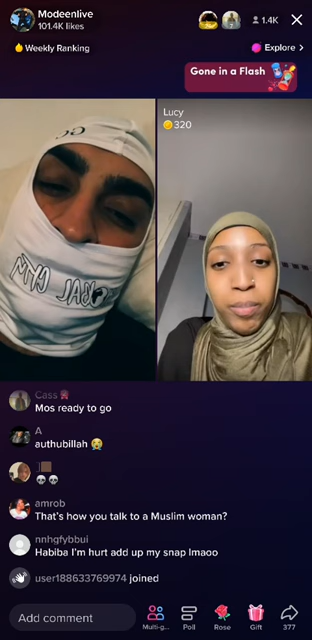 Modeenlive
101.4K likes
1.4K
Weekly Ranking
Explore >
Gone in a Flash
Lucy
320
Cass
Mos ready to go
A
authubillah 😭
💀💀
amrob
That's how you talk to a Muslim woman?
nnhgfybbui
Habiba I'm hurt add up my snap lmaoo
user188633769974 joined
Add comment
Multi-g...
Poll
Rose
Gift
377